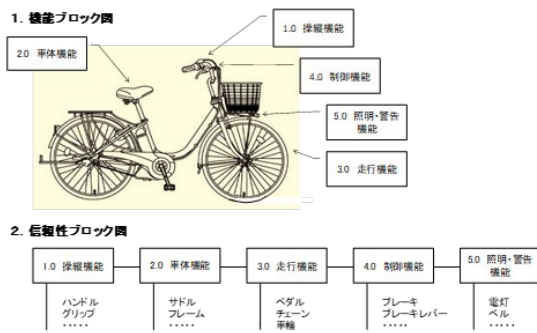 1. 機能ブロック図
1.0 操縦機能
2.0 車体機能
4.0 制御機能
5.0 照明・警告
機能
3.0 走行機能
2. 信頼性ブロック図
1.0 操縦機能
2.0 車体機能
3.0 走行機能
4.0 制御機能
5.0 照明・警告
機能
ハンドル
グリップ
・・・・・
サドル
フレーム
・・・・・
ペダル
チェーン
車輪
ブレーキ
ブレーキレバー
・・・・・
電灯
ベル
・・・・・